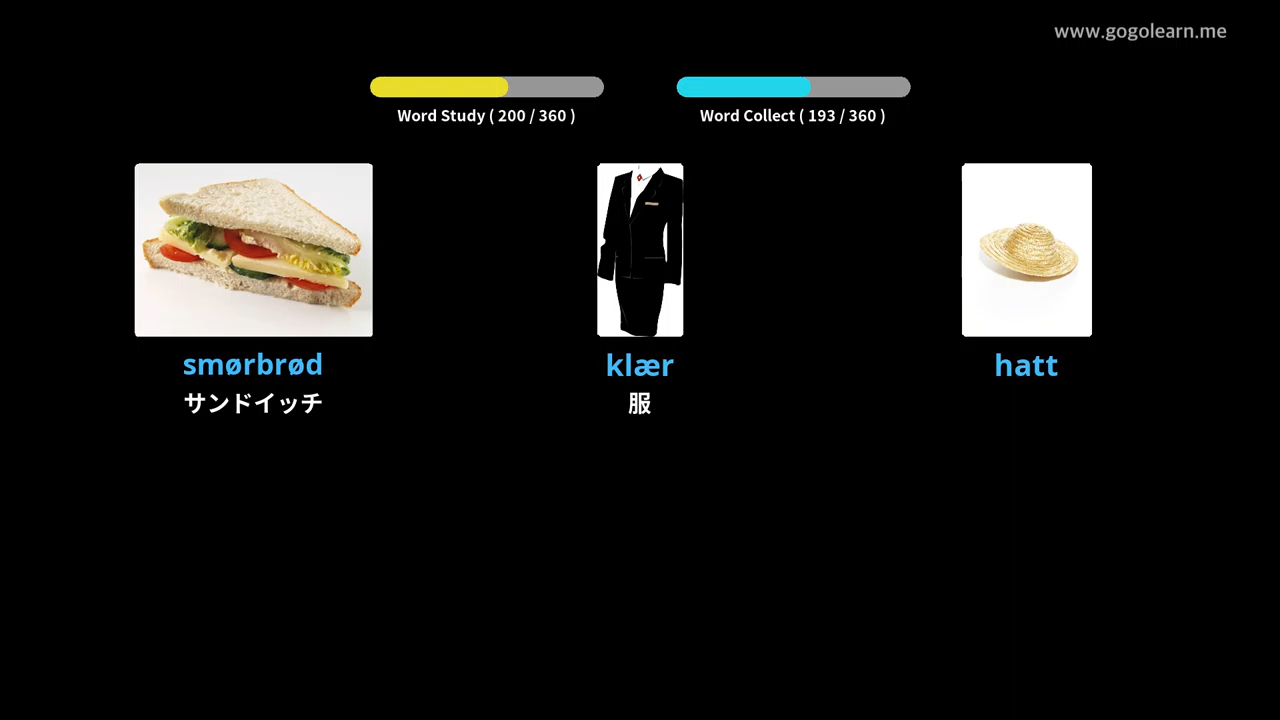 www.gogolearn.me
Word Study ( 200 / 360 )
Word Collect ( 193 / 360 )
smørbrød
klær
hatt
サンドイッチ
服